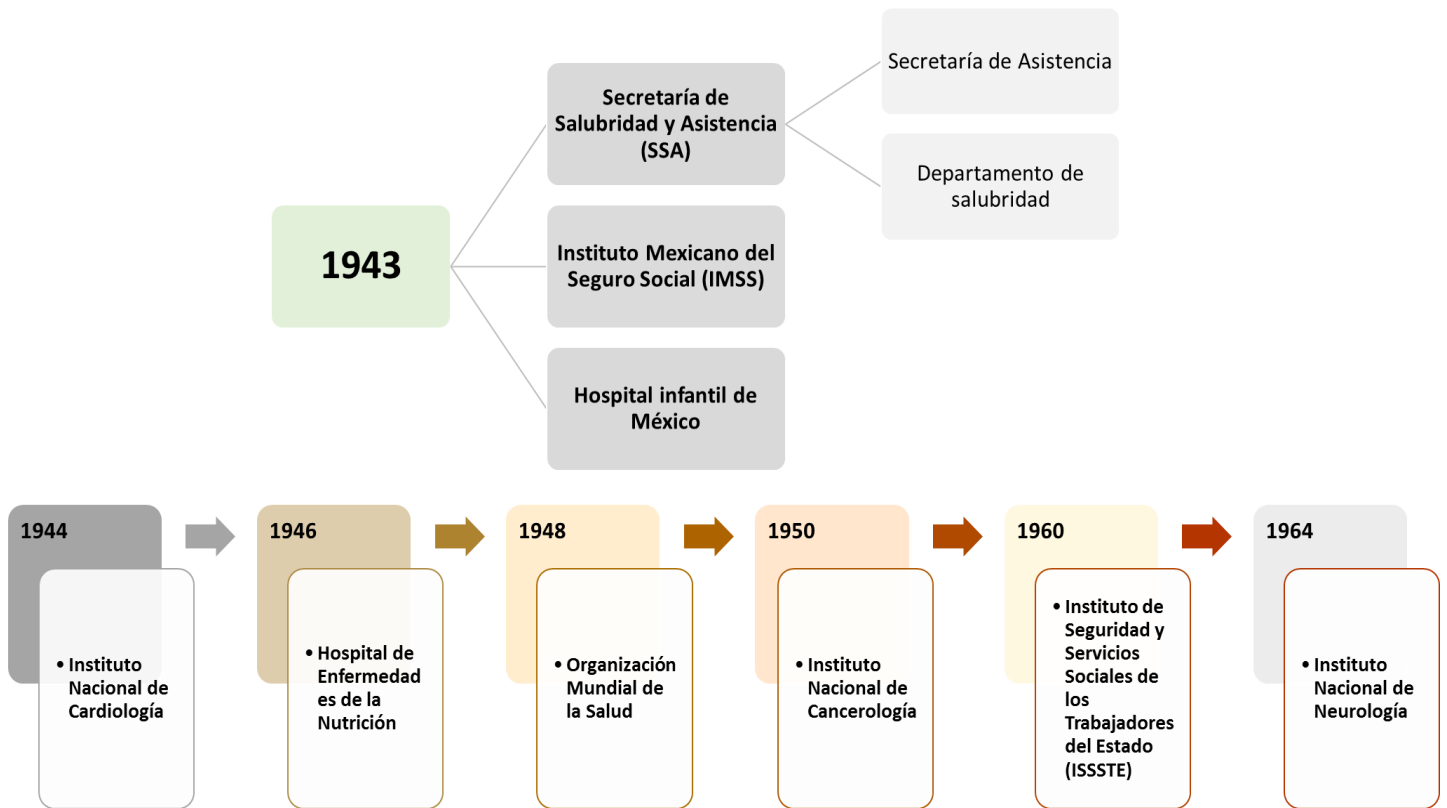 Secretaría de Asistencia
Secretaría de
Salubridad y Asistencia
(SSA)
Departamento de
salubridad
1943
Instituto Mexicano del
Seguro Social (IMSS)
Hospital infantil de
México
1944
• Instituto
Nacional de
Cardiología
1946
• Hospital de
Enfermedad
es de la
Nutrición
1948
• Organización
Mundial de
la Salud
1950
• Instituto
Nacional de
Cancerología
1960
• Instituto de
Seguridad y
Servicios
Sociales de
los
Trabajadores
del Estado
(ISSSTE)
1964
• Instituto
Nacional de
Neurología